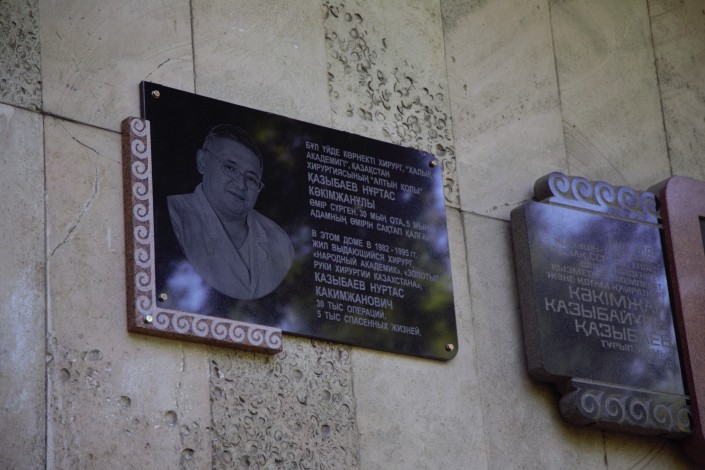 БҰЛ ҮЙДЕ КӨРНЕКТІ ХИРУРГ, "ХАЛЫҚ
АКАДЕМИГІ", ҚАЗАҚСТАН
ХИРУРГИЯСЫНЫҢ "АЛТЫН ҚОЛЫ"
ҚАЗЫБАЕВ НҰРТАС
КӘКІМЖАНҰЛЫ
ӨМІР СҮРГЕН. 30 МЫҢ ОТА, 5 МЫҢ
АДАМНЫҢ ӨМІРІН САҚТАП ҚАЛҒАН.
В ЭТОМ ДОМЕ В 1982 - 1995 ГГ.
ЖИЛ ВЫДАЮЩИЙСЯ ХИРУРГ,
«НАРОДНЫЙ АКАДЕМИК», «ЗОЛОТЫЕ
РУКИ ХИРУРГИИ КАЗАХСТАНА»,
КАЗЫБАЕВ НУРТАС
КАКИМЖАНОВИЧ
30 ТЫС ОПЕРАЦИЙ,
5 ТЫС СПАСЕННЫХ ЖИЗНЕЙ.
КӘКІМЖА
ҚАЗЫБАЙ
ҚАЗЫБАЕВ